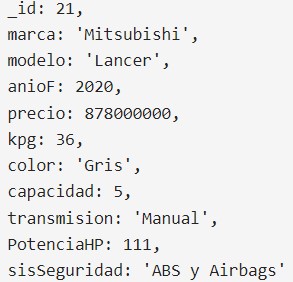 _id: 21,
marca: 'Mitsubishi',
modelo: 'Lancer',
anioF: 2020,
precio: 878000000,
kpg: 36,
color: 'Gris',
capacidad: 5,
transmision: 'Manual',
PotenciaHP: 111,
sisSeguridad: 'ABS y Airbags'